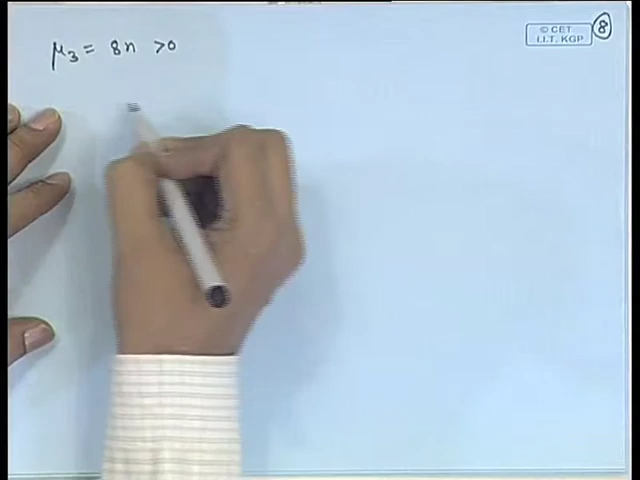 μ₃ = 8n >0
© CET
I.I.T. KGP
8